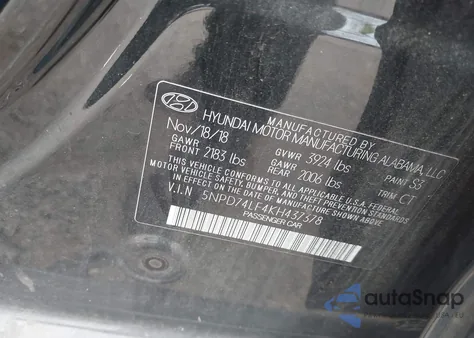 MANUFACTURED BY
HYUNDAI MOTOR MANUFACTURING ALABAMA, LLC
Nov/18/18 GVWR 3924 lbs PAINT S3
GAWR FRONT 2183 lbs GAWR REAR 2006 lbs TRIM CT
THIS VEHICLE CONFORMS TO ALL APPLICABLE U.S. FEDERAL
MOTOR VEHICLE SAFETY, BUMPER, AND THEFT PREVENTION STANDARDS
IN EFFECT ON THE DATE OF MANUFACTURE SHOWN ABOVE.
V.I.N 5NPD74LF4KH437378
PASSENGER CAR
autaSnap